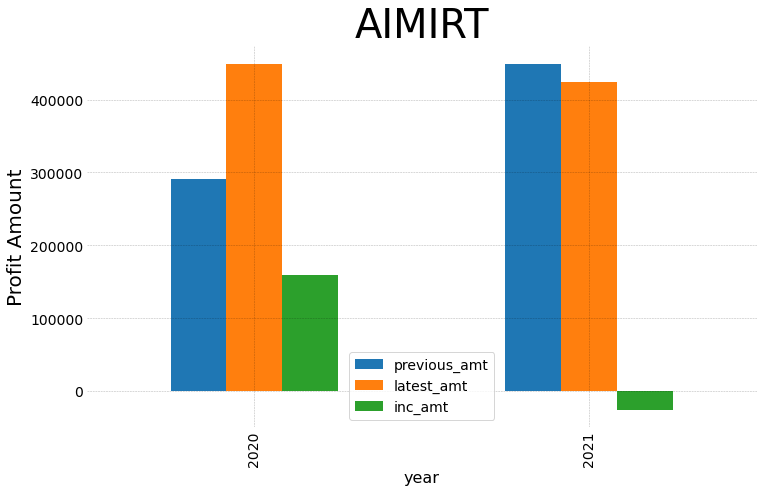 AIMIRT
Profit Amount
400000
300000
200000
100000
0
previous_amt
latest_amt
inc_amt
2020
2021
year